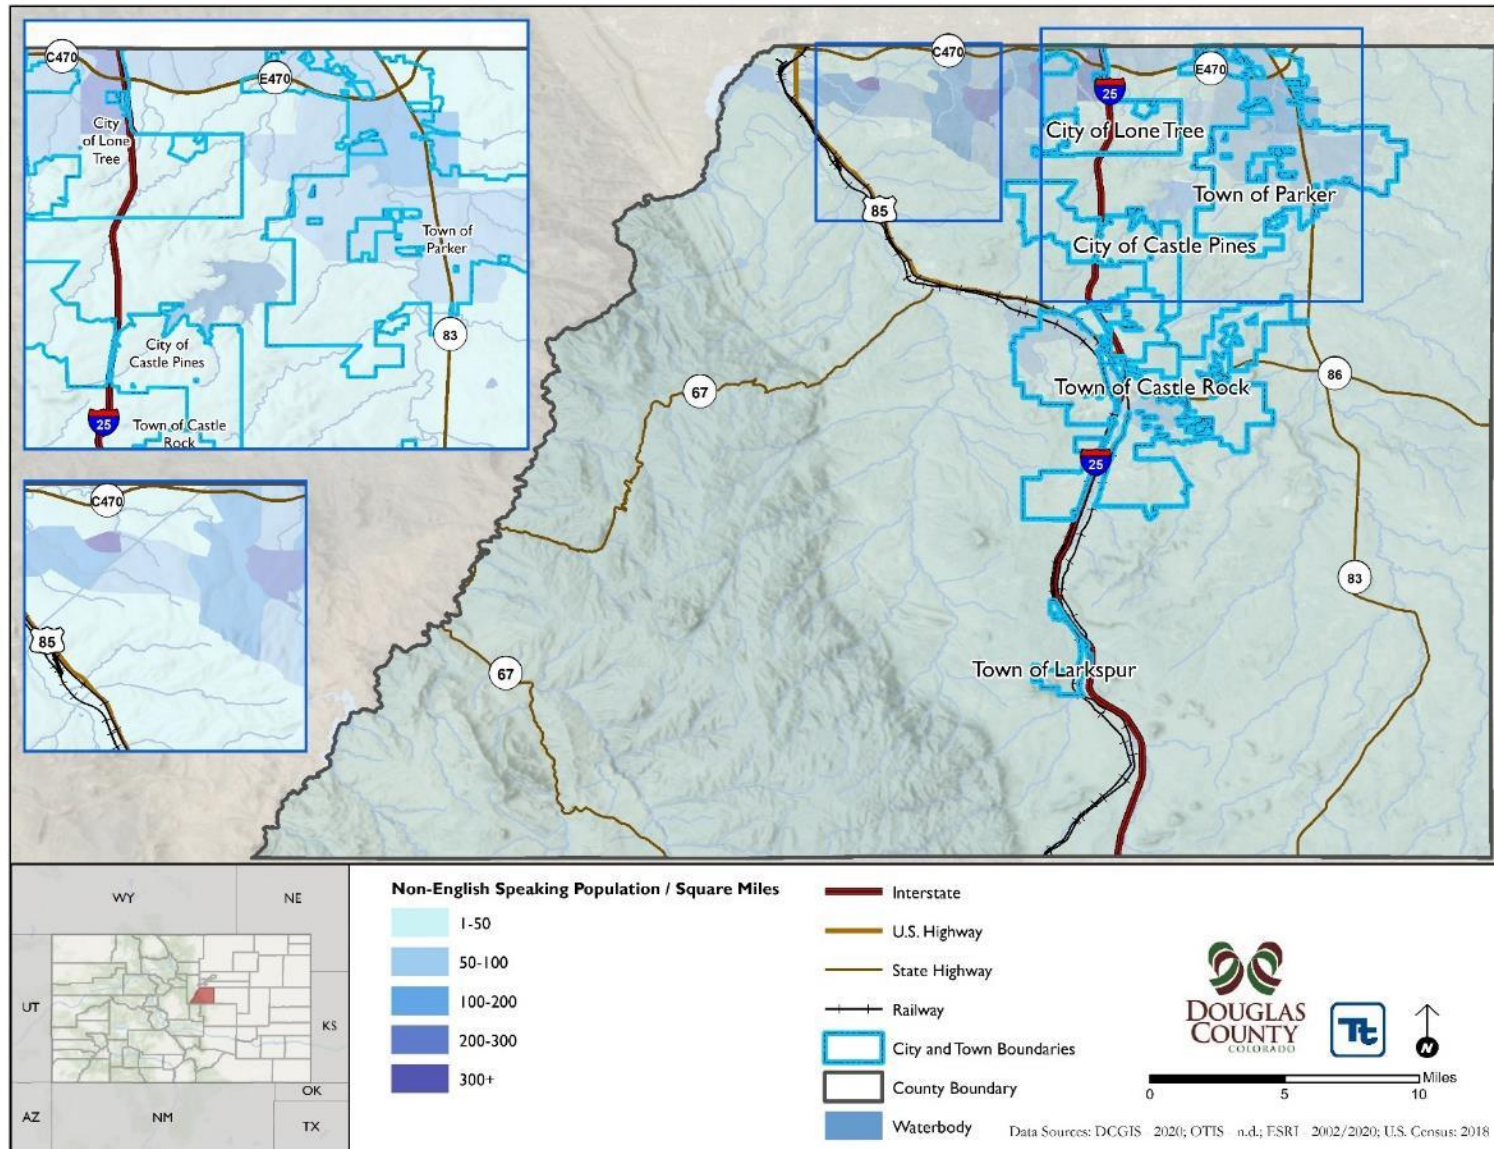 C470
E470
City
of Lone
Tree
Town of
Parker
83
City of
Castle Pines
25
Town of Castle
Rock
C470
85
C470
E470
25
City of Lone Tree
Town of Parker
85
City of Castle Pines
67
86
Town of Castle Rock
25
83
67
Town of Larkspur
WY
NE
UT
KS
OK
AZ
NM
TX
Non-English Speaking Population / Square Miles
1-50
50-100
100-200
200-300
300+
Interstate
U.S. Highway
State Highway
Railway
City and Town Boundaries
County Boundary
Waterbody
DOUGLAS
COUNTY
COLORADO
Tt
N
Miles
0 5 10
Data Sources: DCGIS - 2020; OTIS - n.d.; ESRI - 2002/2020; U.S. Census: 2018